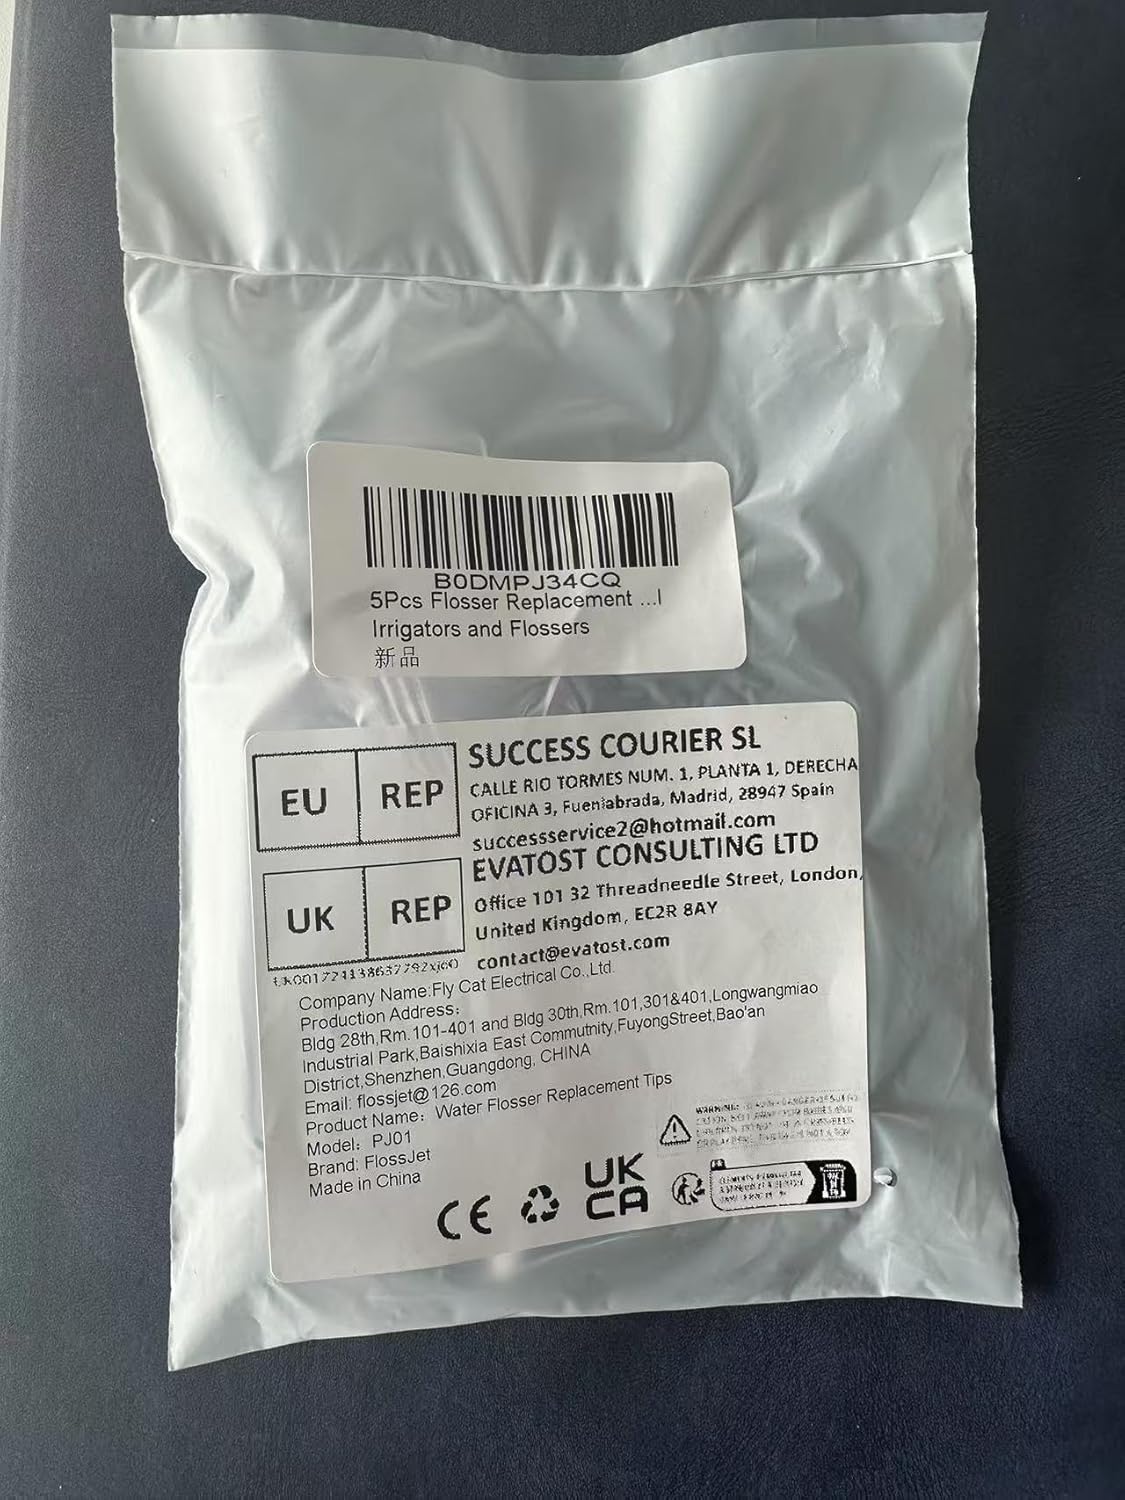 B0DMPJ34CQ
5Pcs Flosser Replacement ...l
Irrigators and Flossers
新品
EU REP
SUCCESS COURIER SL
CALLE RIO TORMES NUM. 1, PLANTA 1, DERECHA
OFICINA 3, Fuenlabrada, Madrid, 28947 Spain
successservice2@hotmail.com
UK REP
EVATOST CONSULTING LTD
Office 101 32 Threadneedle Street, London,
United Kingdom, EC2R 8AY
contact@evatost.com
Company Name:Fly Cat Electrical Co.,Ltd.
Production Address:
Bldg 28th,Rm.101-401 and Bldg 30th,Rm.101,301&401,Longwangmiao
Industrial Park,Baishixia East Commutnity,FuyongStreet,Bao'an
District,Shenzhen,Guangdong, CHINA
Email: flossjet@126.com
Product Name: Water Flosser Replacement Tips
Model: PJ01
Brand: FlossJet
Made in China
WARNING:
CE
UK
CA